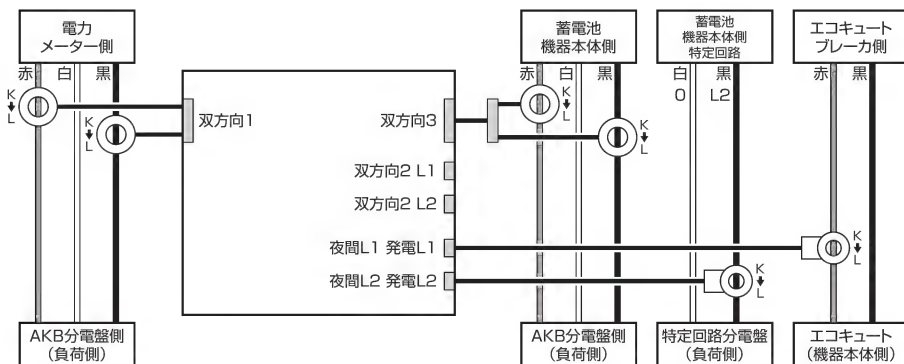 電力
メーター側
蓄電池
機器本体側
蓄電池
機器本体側
特定回路
エコキュート
ブレーカ側
赤 白 黒
赤 白 黒
白 黒
O L2
赤 黒
K
L
K
L
双方向1
双方向3
双方向2 L1
双方向2 L2
夜間L1 発電L1
夜間L2 発電L2
K
L
K
L
K
L
K
L
AKB分電盤側
(負荷側)
AKB分電盤側
(負荷側)
特定回路分電盤
(負荷側)
エコキュート
(機器本体側)